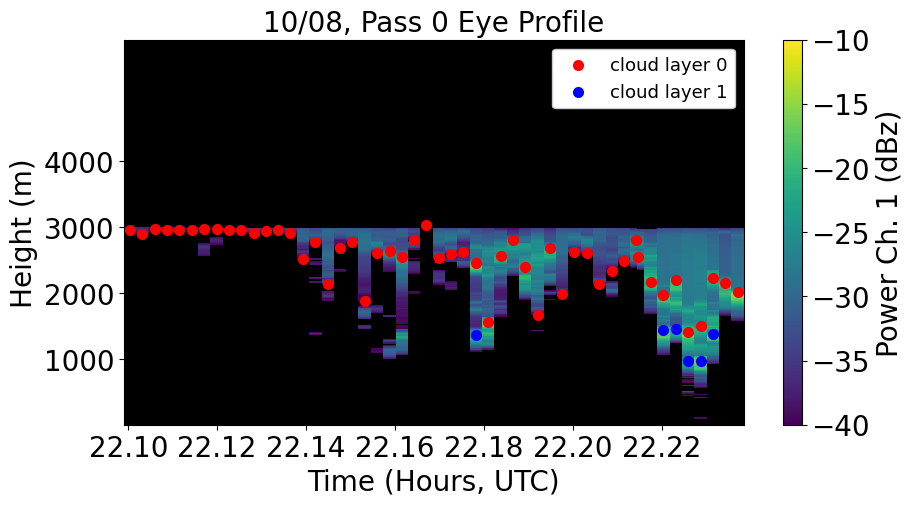 10/08, Pass 0 Eye Profile
cloud layer 0
cloud layer 1
Height (m)
4000
3000
2000
1000
22.10 22.12 22.14 22.16 22.18 22.20 22.22
Time (Hours, UTC)
−10
−15
−20
−25
−30
−35
−40
Power Ch. 1 (dBz)